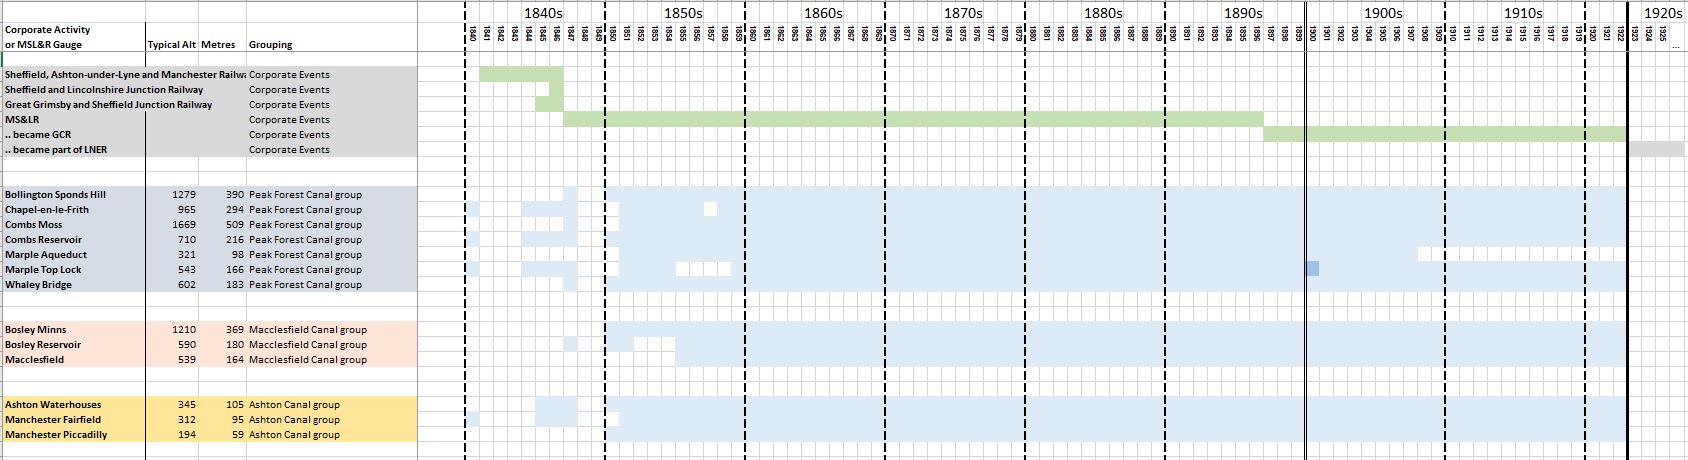 1840s 1850s 1860s 1870s 1880s 1890s 1900s 1910s 1920s
Corporate Activity
or MSL&R Gauge Typical Alt Metres Grouping
1840 1841 1842 1843 1844 1845 1846 1847 1848 1849 1850 1851 1852 1853 1854 1855 1856 1857 1858 1859 1860 1861 1862 1863 1864 1865 1866 1867 1868 1869 1870 1871 1872 1873 1874 1875 1876 1877 1878 1879 1880 1881 1882 1883 1884 1885 1886 1887 1888 1889 1890 1891 1892 1893 1894 1895 1896 1897 1898 1899 1900 1901 1902 1903 1904 1905 1906 1907 1908 1909 1910 1911 1912 1913 1914 1915 1916 1917 1918 1919 1920 1921 1922 1923 1924 1925 ...
Sheffield, Ashton-under-Lyne and Manchester Railwa Corporate Events
Sheffield and Lincolnshire Junction Railway Corporate Events
Great Grimsby and Sheffield Junction Railway Corporate Events
MS&LR Corporate Events
.. became GCR Corporate Events
.. became part of LNER Corporate Events
Bollington Sponds Hill 1279 390 Peak Forest Canal group
Chapel-en-le-Frith 965 294 Peak Forest Canal group
Combs Moss 1669 509 Peak Forest Canal group
Combs Reservoir 710 216 Peak Forest Canal group
Marple Aqueduct 321 98 Peak Forest Canal group
Marple Top Lock 543 166 Peak Forest Canal group
Whaley Bridge 602 183 Peak Forest Canal group
Bosley Minns 1210 369 Macclesfield Canal group
Bosley Reservoir 590 180 Macclesfield Canal group
Macclesfield 539 164 Macclesfield Canal group
Ashton Waterhouses 345 105 Ashton Canal group
Manchester Fairfield 312 95 Ashton Canal group
Manchester Piccadilly 194 59 Ashton Canal group